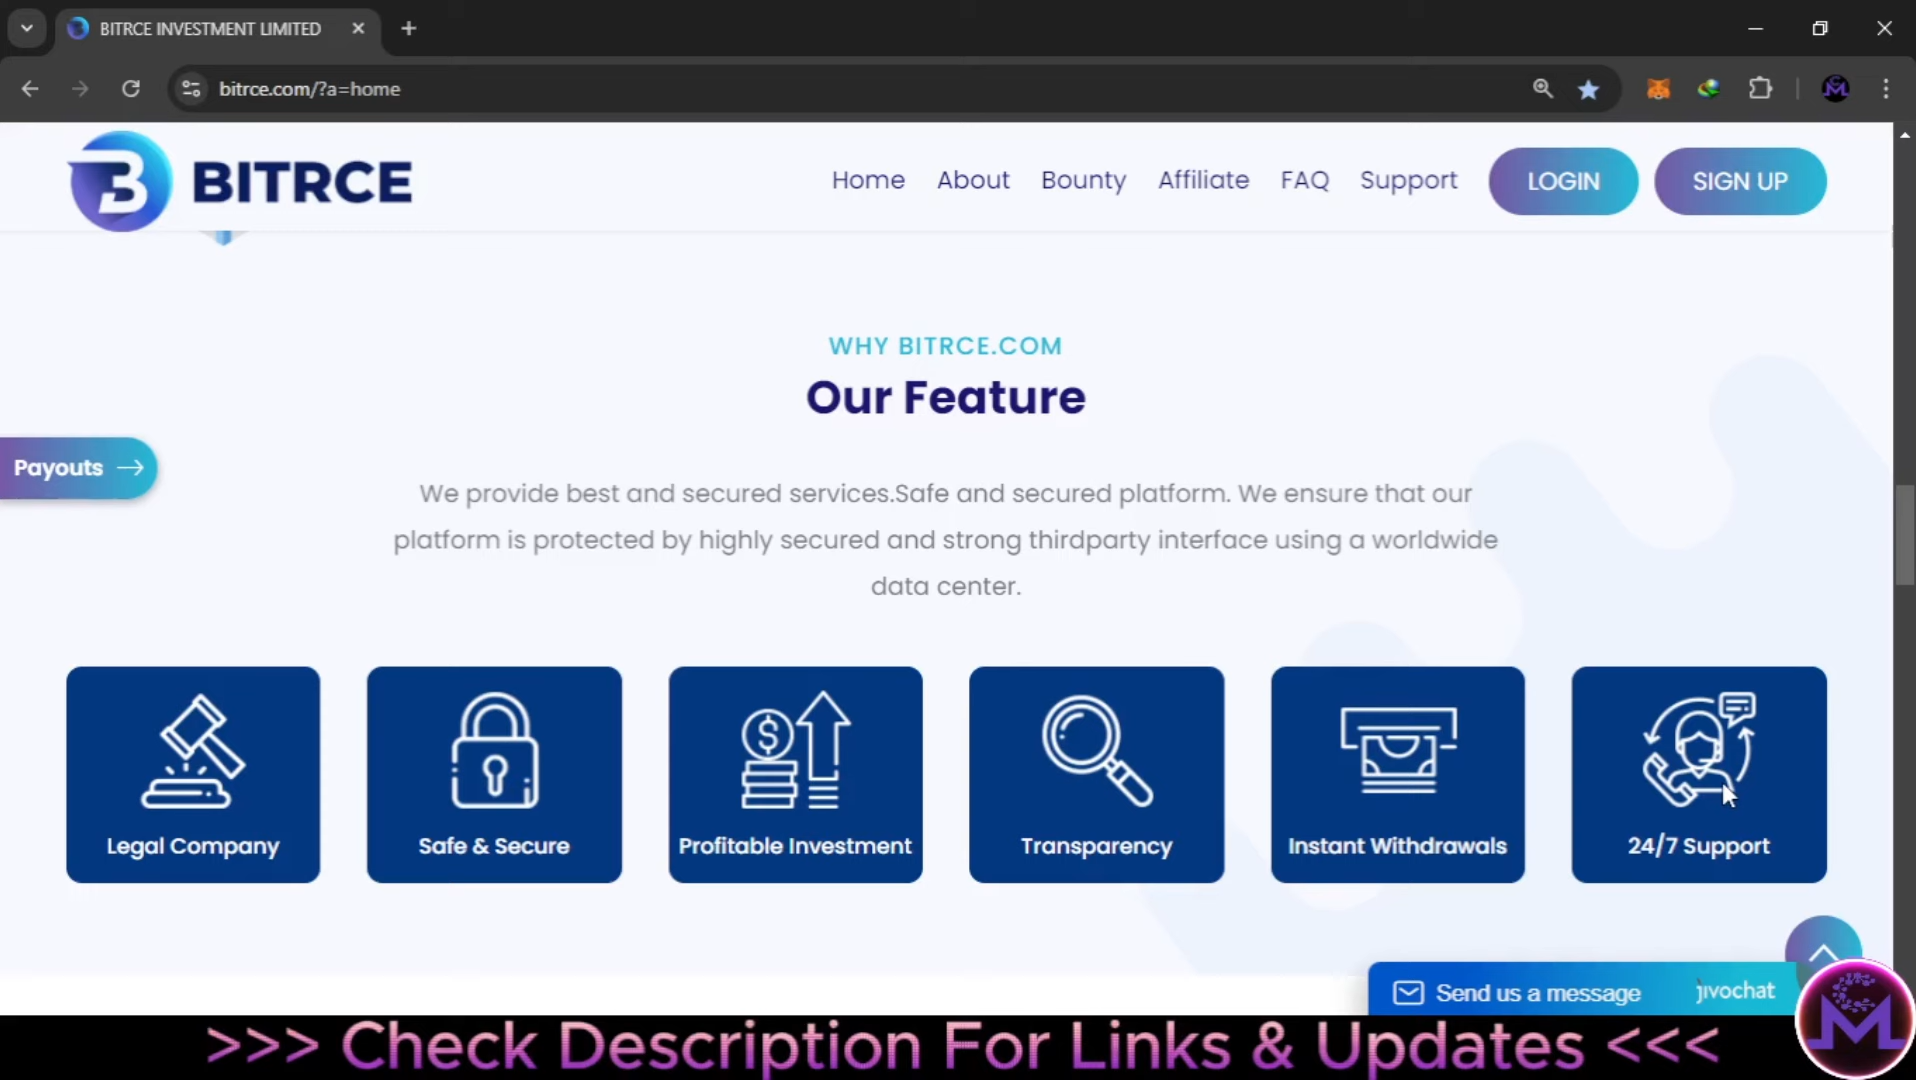 BITRCE INVESTMENT LIMITED
bitrce.com/?a=home
BITRCE
Home About Bounty Affiliate FAQ Support LOGIN SIGN UP
WHY BITRCE.COM
Our Feature
Payouts
We provide best and secured services.Safe and secured platform. We ensure that our
platform is protected by highly secured and strong thirdparty interface using a worldwide
data center.
Legal Company Safe & Secure Profitable Investment Transparency Instant Withdrawals 24/7 Support
Send us a message jivochat
>>> Check Description For Links & Updates <<<